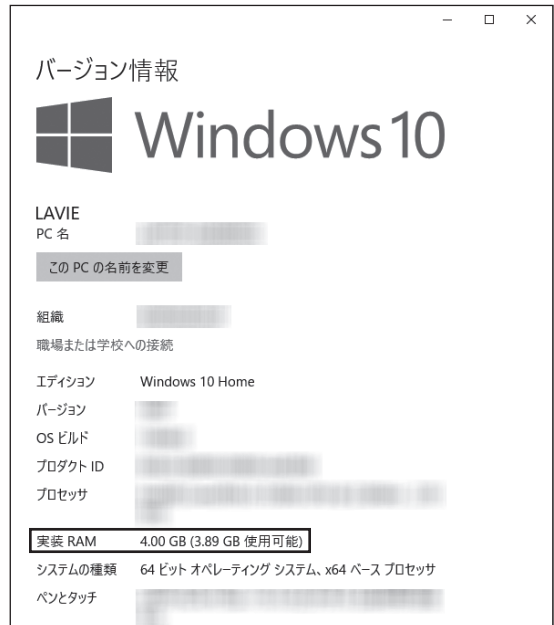 バージョン情報
Windows 10
LAVIE
PC 名
この PC の名前を変更
組織
職場または学校への接続
エディション Windows 10 Home
バージョン
OS ビルド
プロダクト ID
プロセッサ
実装 RAM 4.00 GB (3.89 GB 使用可能)
システムの種類 64 ビット オペレーティング システム、x64 ベース プロセッサ
ペンとタッチ